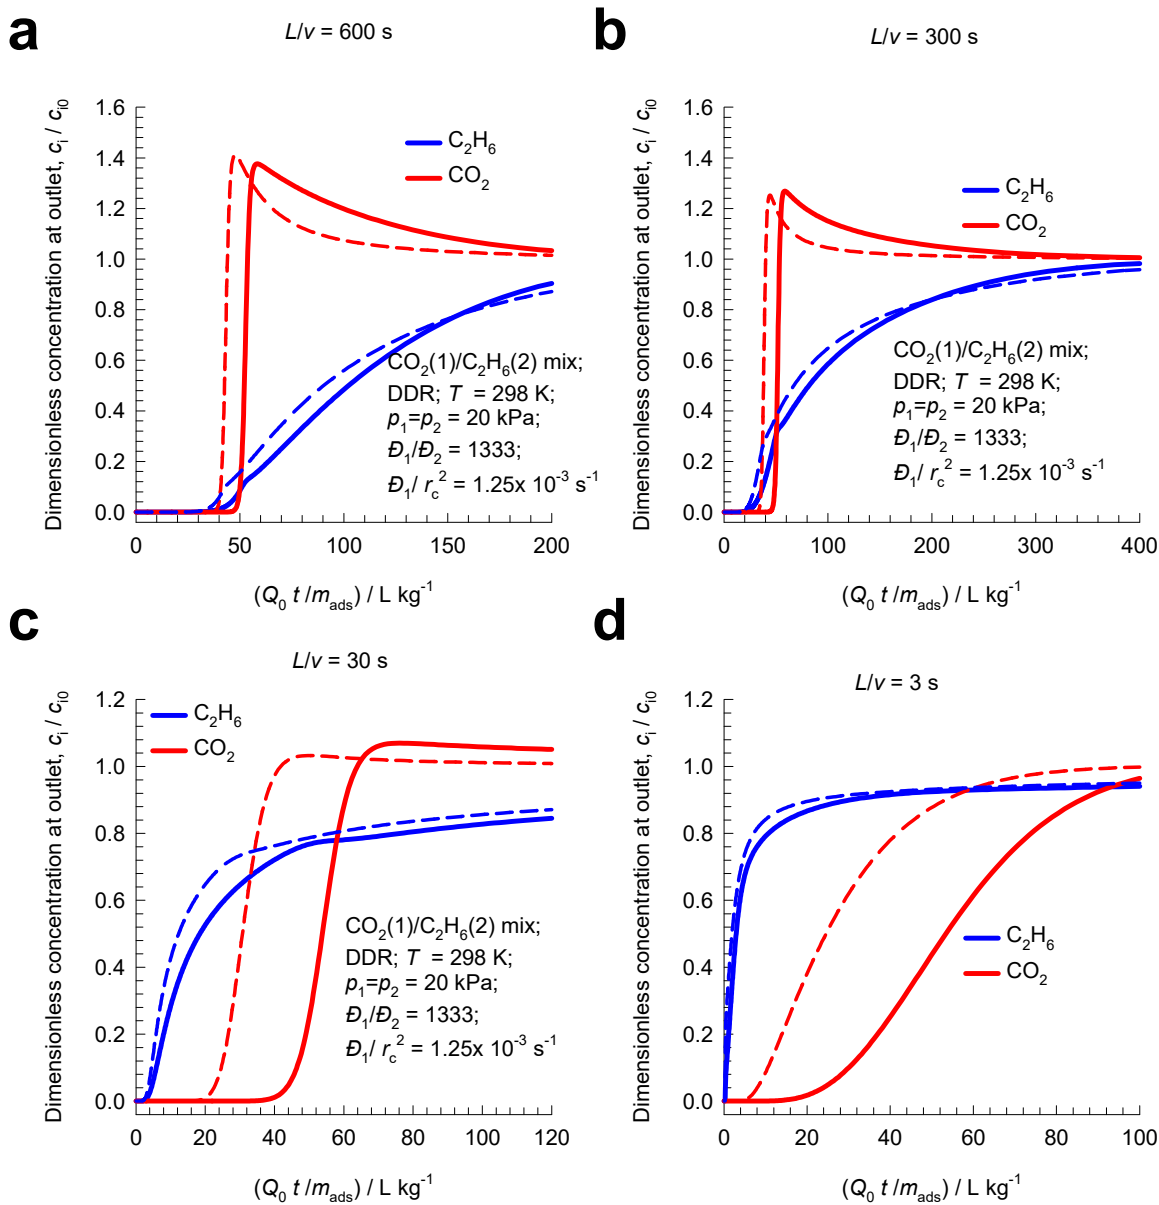 a
L/v = 600 s
Dimensionless concentration at outlet, cᵢ / cᵢ₀
1.6
1.4
1.2
1.0
0.8
0.6
0.4
0.2
0.0
C₂H₆
CO₂
CO₂(1)/C₂H₆(2) mix;
DDR; T = 298 K;
p₁=p₂ = 20 kPa;
Đ₁/Đ₂ = 1333;
Đ₁/ r_c² = 1.25x 10⁻³ s⁻¹
0 50 100 150 200
(Q₀ t /m_ads) / L kg⁻¹
b
L/v = 300 s
Dimensionless concentration at outlet, cᵢ / cᵢ₀
1.6
1.4
1.2
1.0
0.8
0.6
0.4
0.2
0.0
C₂H₆
CO₂
CO₂(1)/C₂H₆(2) mix;
DDR; T = 298 K;
p₁=p₂ = 20 kPa;
Đ₁/Đ₂ = 1333;
Đ₁/ r_c² = 1.25x 10⁻³ s⁻¹
0 100 200 300 400
(Q₀ t /m_ads) / L kg⁻¹
c
L/v = 30 s
Dimensionless concentration at outlet, cᵢ / cᵢ₀
1.2
1.0
0.8
0.6
0.4
0.2
0.0
C₂H₆
CO₂
CO₂(1)/C₂H₆(2) mix;
DDR; T = 298 K;
p₁=p₂ = 20 kPa;
Đ₁/Đ₂ = 1333;
Đ₁/ r_c² = 1.25x 10⁻³ s⁻¹
0 20 40 60 80 100 120
(Q₀ t /m_ads) / L kg⁻¹
d
L/v = 3 s
Dimensionless concentration at outlet, cᵢ / cᵢ₀
1.2
1.0
0.8
0.6
0.4
0.2
0.0
C₂H₆
CO₂
0 20 40 60 80 100
(Q₀ t /m_ads) / L kg⁻¹